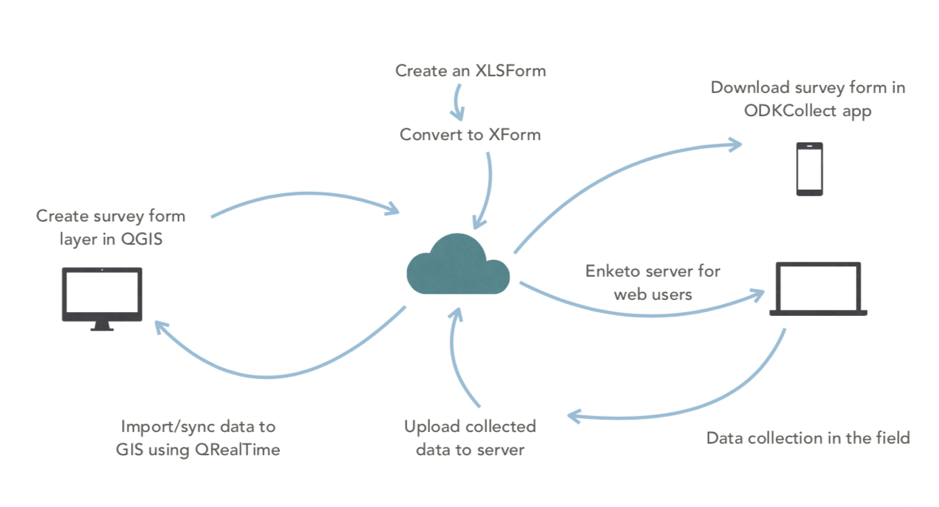 Create an XLSForm
Convert to XForm
Download survey form in
ODKCollect app
Create survey form
layer in QGIS
Enketo server for
web users
Import/sync data to
GIS using QRealTime
Upload collected
data to server
Data collection in the field